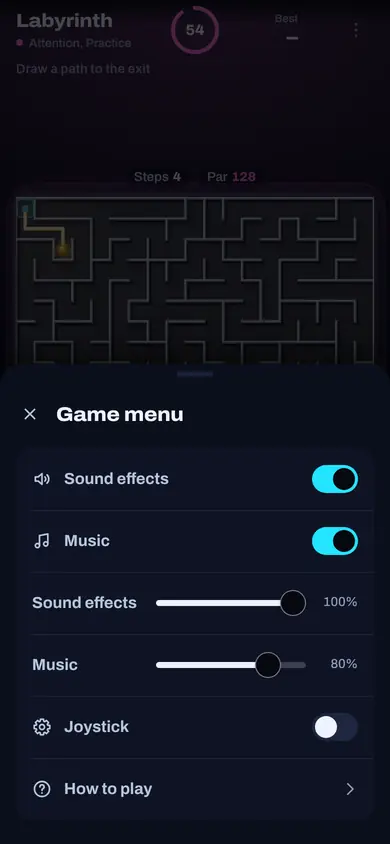 Labyrinth
54
Best
Attention, Practice
Draw a path to the exit
Steps 4 Par 128
Game menu
Sound effects
Music
Sound effects 100%
Music 80%
Joystick
How to play